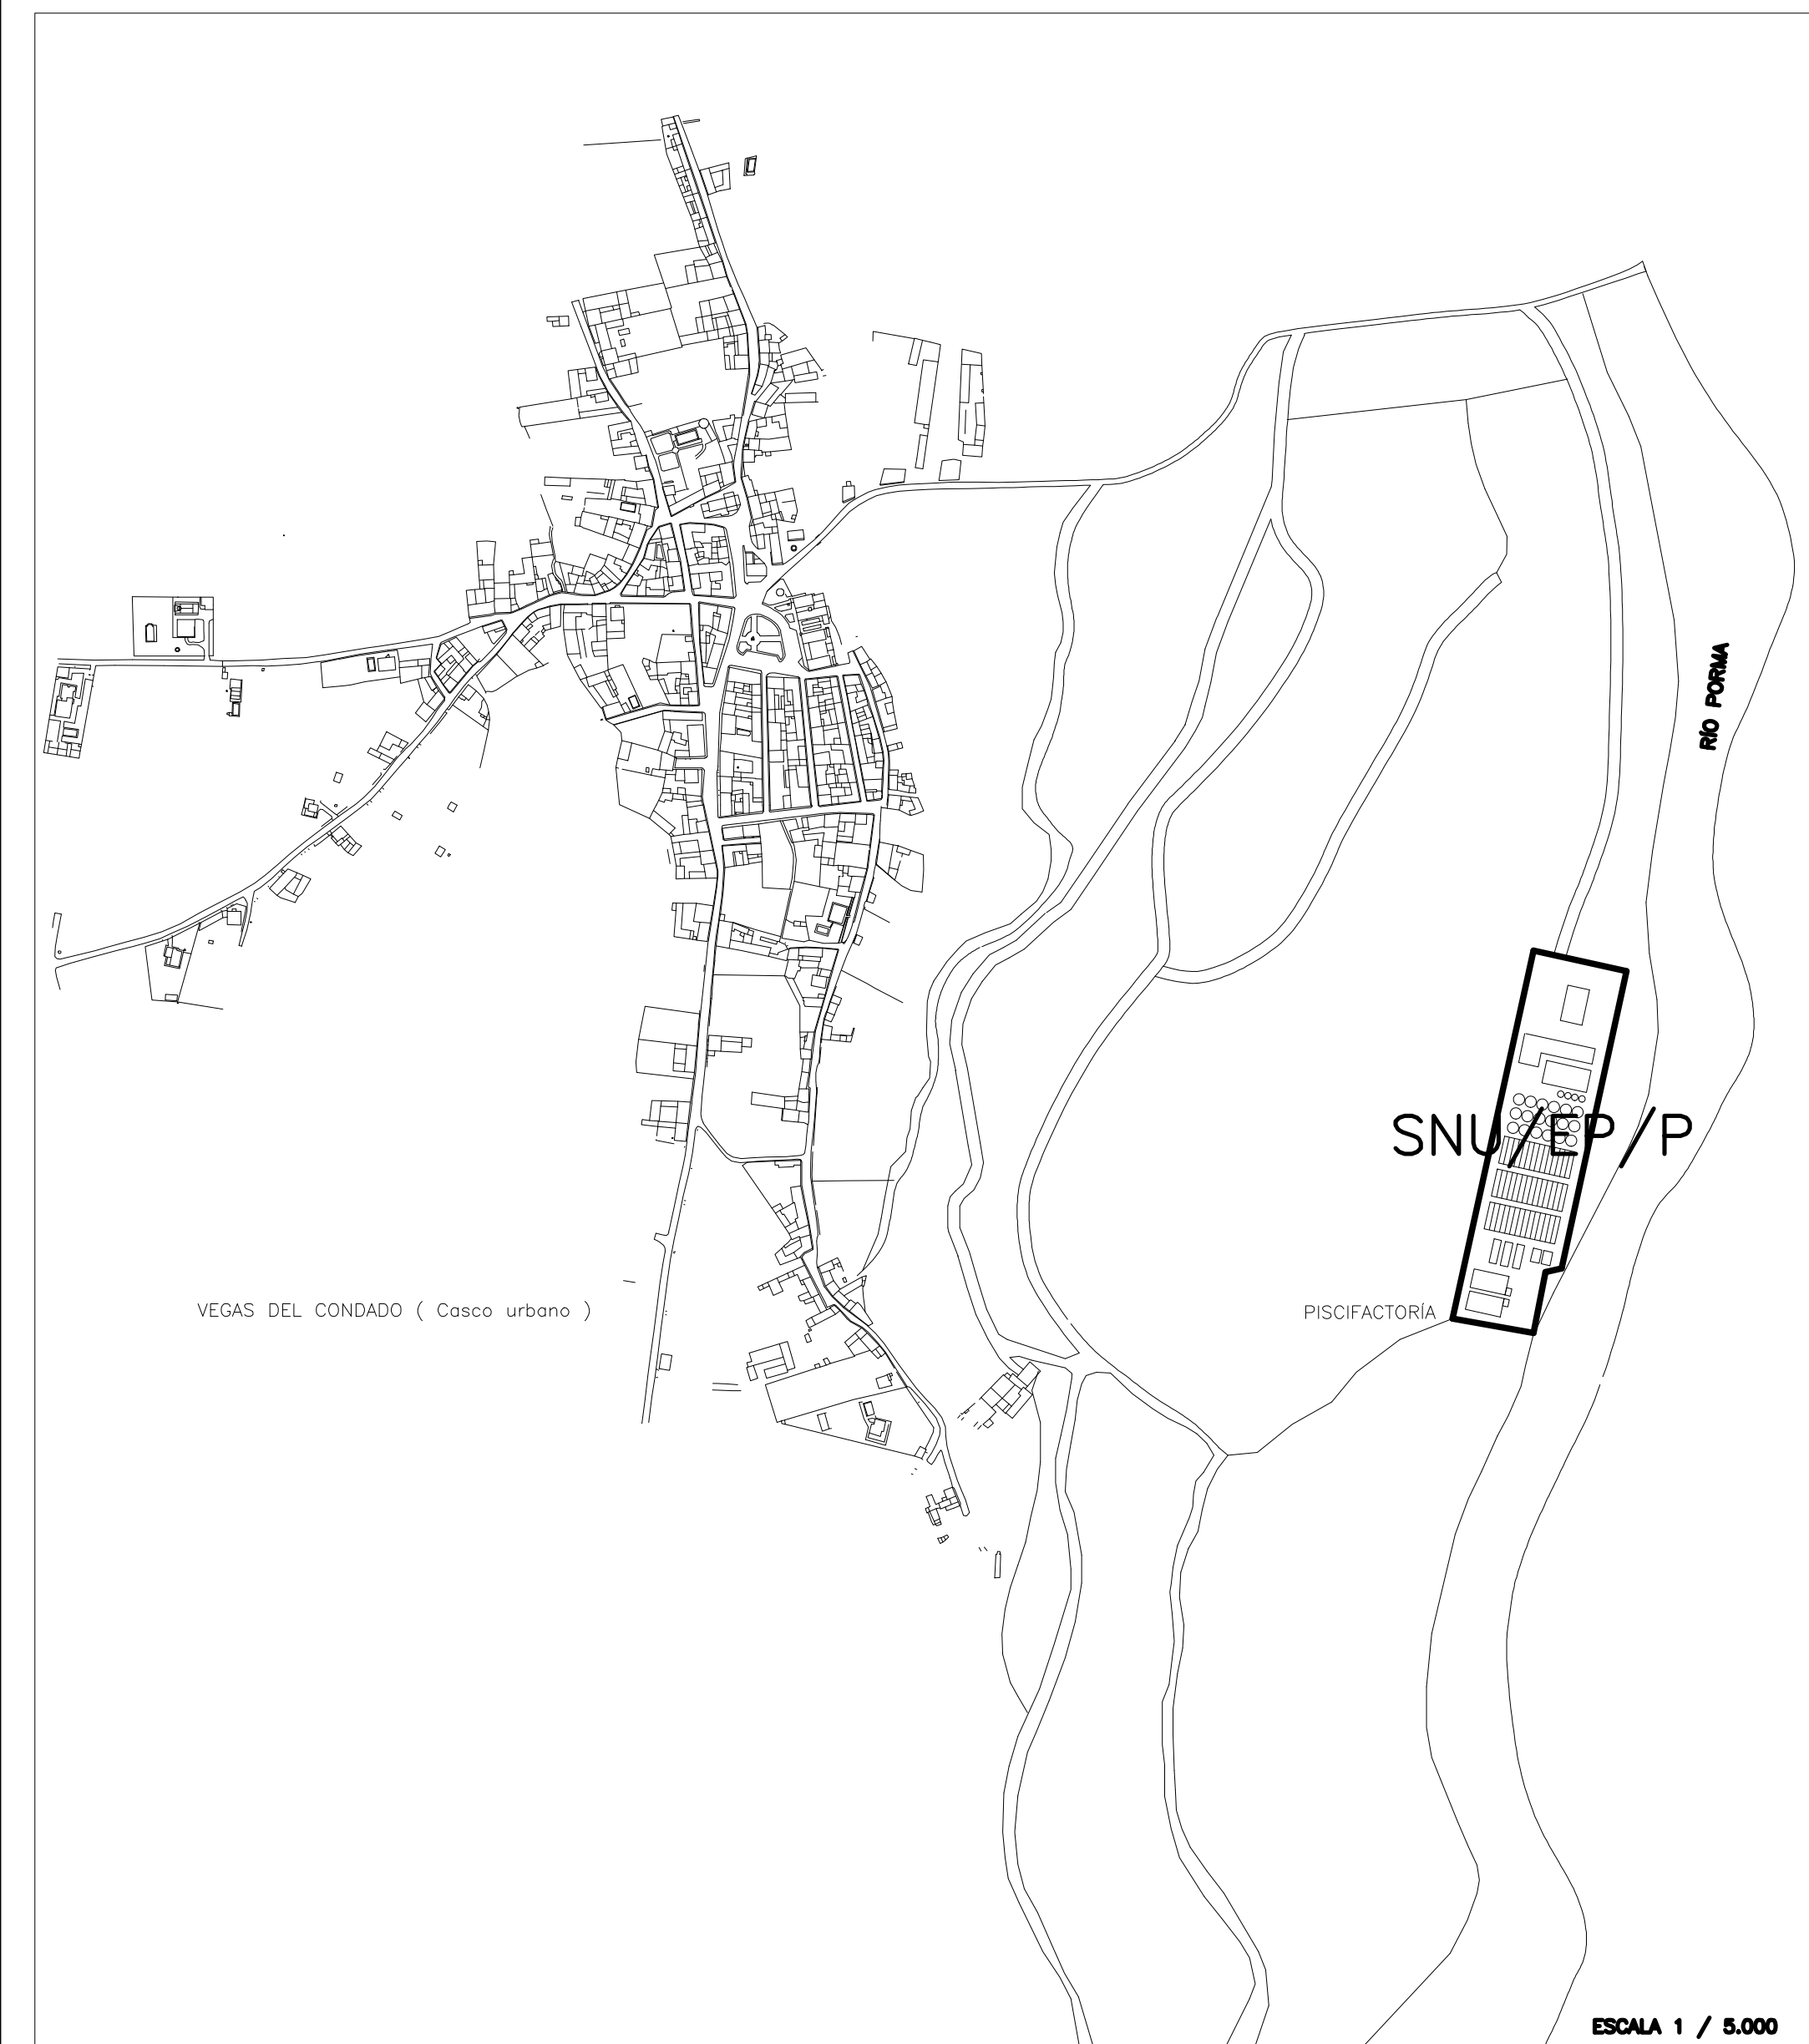 RÍO PORMA
SNU/EP/P
VEGAS DEL CONDADO ( Casco urbano )
PISCIFACTORÍA
ESCALA 1 / 5.000